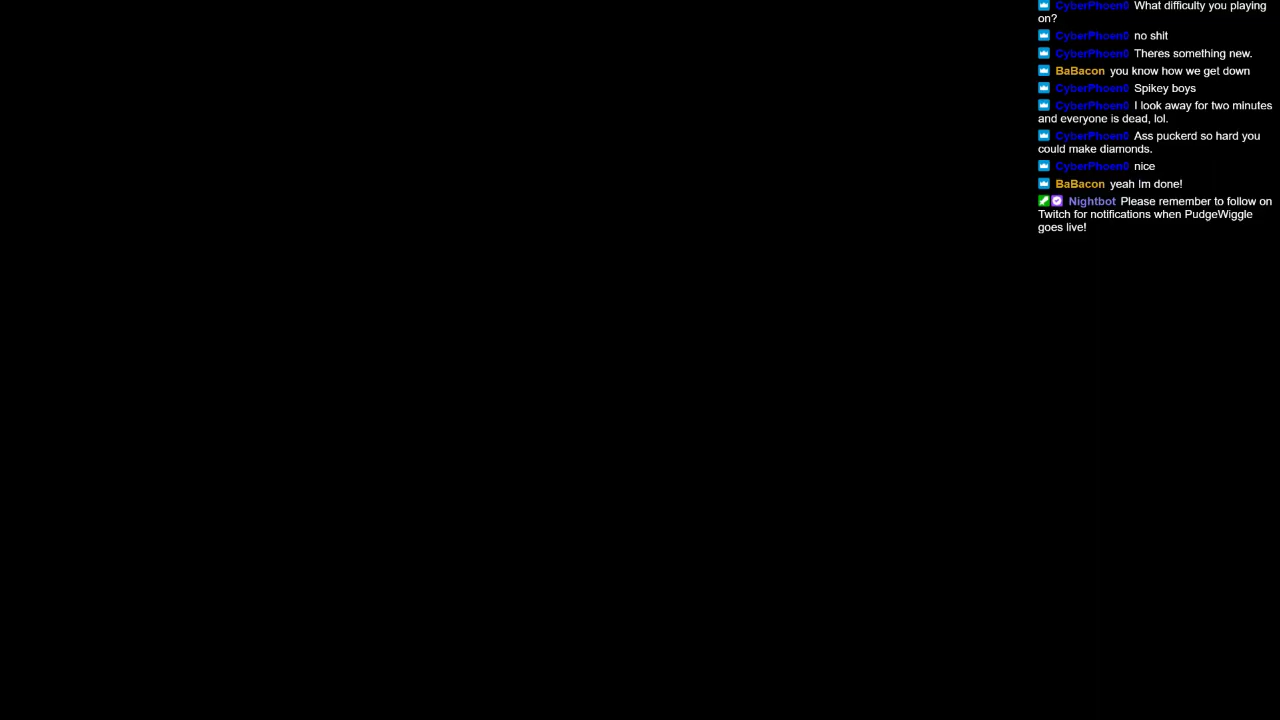 CyberPhoen0 What difficulty you playing
on?
CyberPhoen0 no shit
CyberPhoen0 Theres something new.
BaBacon you know how we get down
CyberPhoen0 Spikey boys
CyberPhoen0 I look away for two minutes
and everyone is dead, lol.
CyberPhoen0 Ass puckerd so hard you
could make diamonds.
CyberPhoen0 nice
BaBacon yeah Im done!
Nightbot Please remember to follow on
Twitch for notifications when PudgeWiggle
goes live!